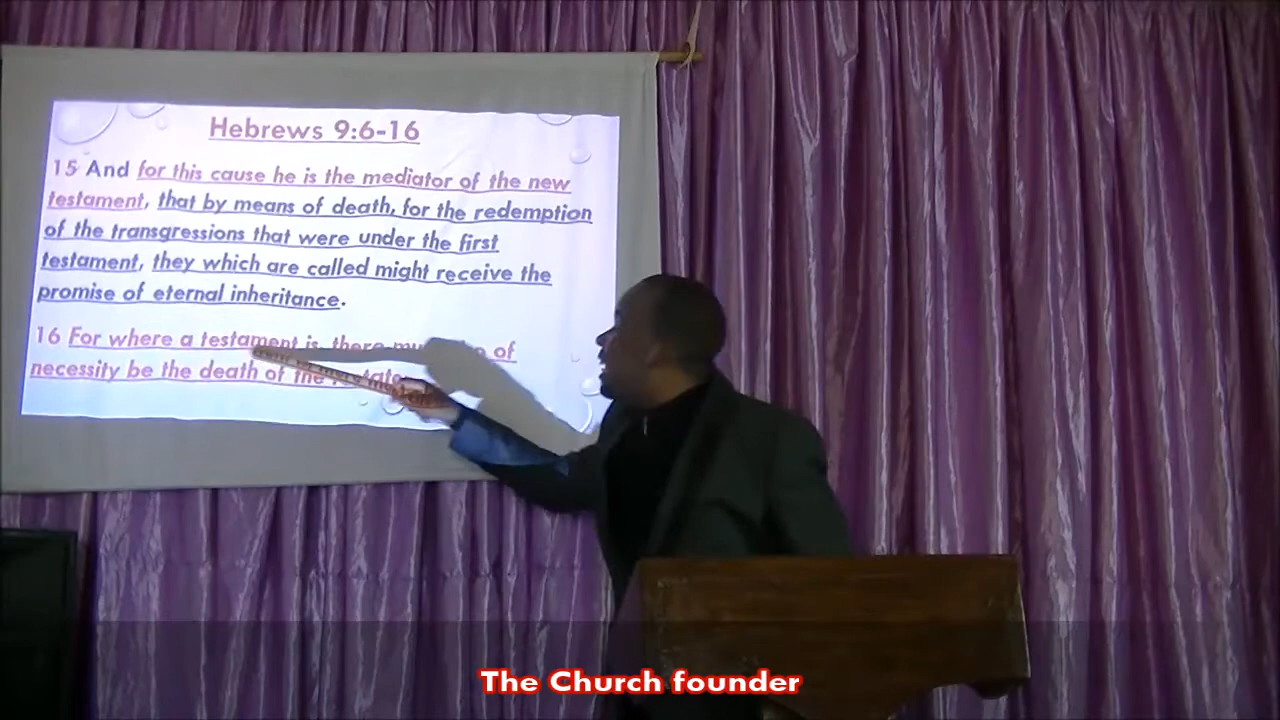 Hebrews 9:6-16
15 And for this cause he is the mediator of the new
testament, that by means of death, for the redemption
of the transgressions that were under the first
testament, they which are called might receive the
promise of eternal inheritance.
16 For where a testament is, there of
necessity be the death of the
The Church founder